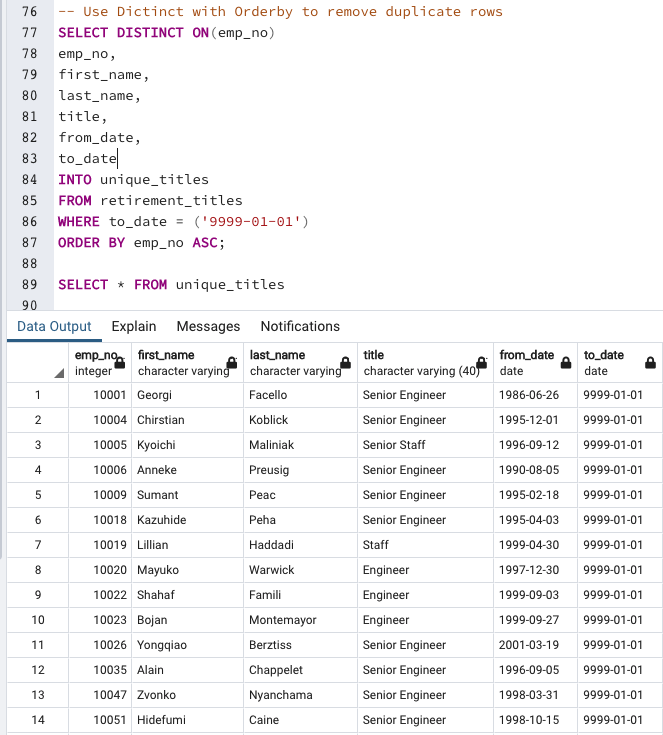 76 -- Use Dictinct with Orderby to remove duplicate rows
77 SELECT DISTINCT ON(emp_no)
78 emp_no,
79 first_name,
80 last_name,
81 title,
82 from_date,
83 to_date
84 INTO unique_titles
85 FROM retirement_titles
86 WHERE to_date = ('9999-01-01')
87 ORDER BY emp_no ASC;
88
89 SELECT * FROM unique_titles
90
Data Output Explain Messages Notifications
emp_no first_name last_name title from_date to_date
integer character varying character varying character varying (40) date date
1 10001 Georgi Facello Senior Engineer 1986-06-26 9999-01-01
2 10004 Chirstian Koblick Senior Engineer 1995-12-01 9999-01-01
3 10005 Kyoichi Maliniak Senior Staff 1996-09-12 9999-01-01
4 10006 Anneke Preusig Senior Engineer 1990-08-05 9999-01-01
5 10009 Sumant Peac Senior Engineer 1995-02-18 9999-01-01
6 10018 Kazuhide Peha Senior Engineer 1995-04-03 9999-01-01
7 10019 Lillian Haddadi Staff 1999-04-30 9999-01-01
8 10020 Mayuko Warwick Engineer 1997-12-30 9999-01-01
9 10022 Shahaf Famili Engineer 1999-09-03 9999-01-01
10 10023 Bojan Montemayor Engineer 1999-09-27 9999-01-01
11 10026 Yongqiao Berztiss Senior Engineer 2001-03-19 9999-01-01
12 10035 Alain Chappelet Senior Engineer 1996-09-05 9999-01-01
13 10047 Zvonko Nyanchama Senior Engineer 1998-03-31 9999-01-01
14 10051 Hidefumi Caine Senior Engineer 1998-10-15 9999-01-01